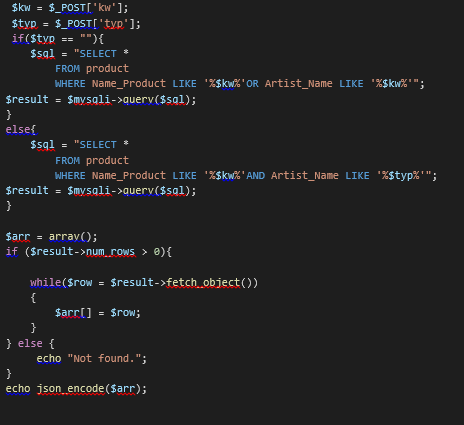 $kw = $_POST['kw'];
$typ = $_POST['typ'];
if($typ == ""){
$sql = "SELECT *
FROM product
WHERE Name_Product LIKE '%$kw%'OR Artist_Name LIKE '%$kw%'";
$result = $mysqli->query($sql);
}
else{
$sql = "SELECT *
FROM product
WHERE Name_Product LIKE '%$kw%'AND Artist_Name LIKE '%$typ%'";
$result = $mysqli->query($sql);
}
$arr = array();
if ($result->num_rows > 0){
while($row = $result->fetch_object())
{
$arr[] = $row;
}
} else {
echo "Not found.";
}
echo json_encode($arr);